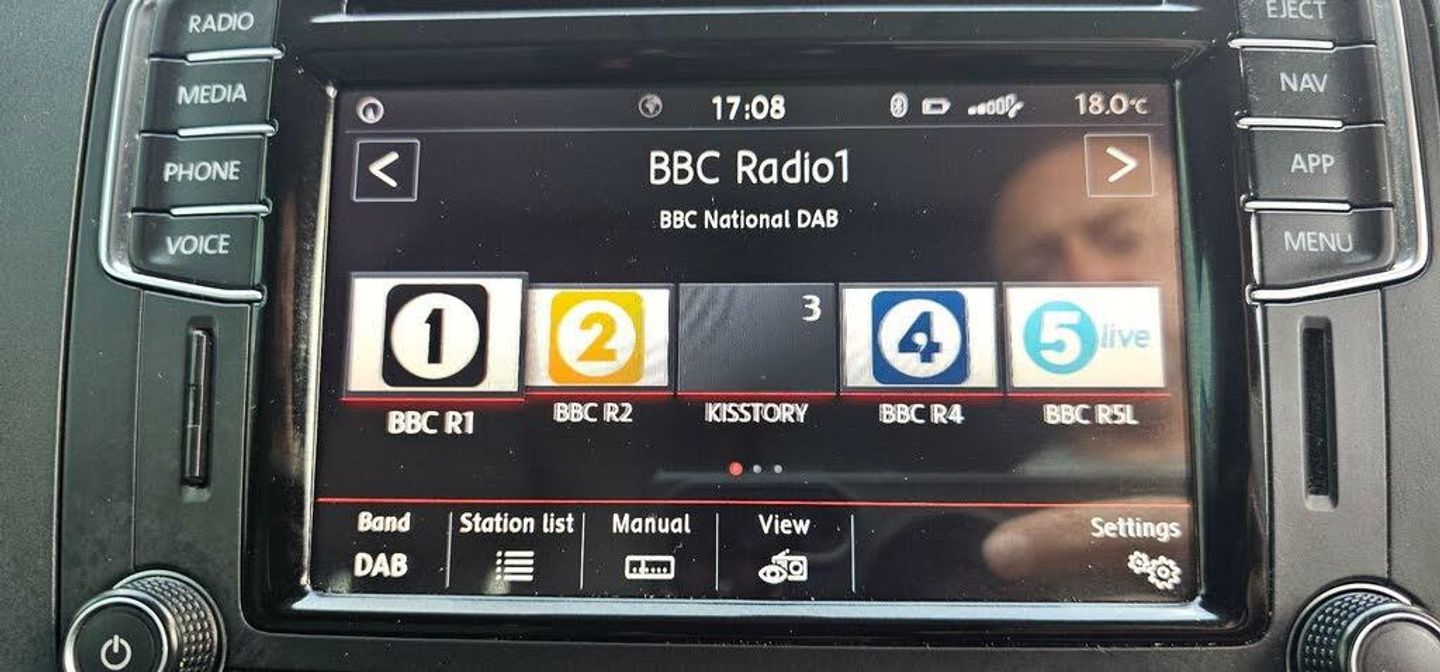 RADIO
MEDIA
PHONE
VOICE
EJECT
NAV
APP
MENU
17:08
18.0°C
<
BBC Radio1
>
BBC National DAB
1
2
3
4
5 live
BBC R1
BBC R2
KISSTORY
BBC R4
BBC R5L
Band
Station list
Manual
View
Settings
DAB